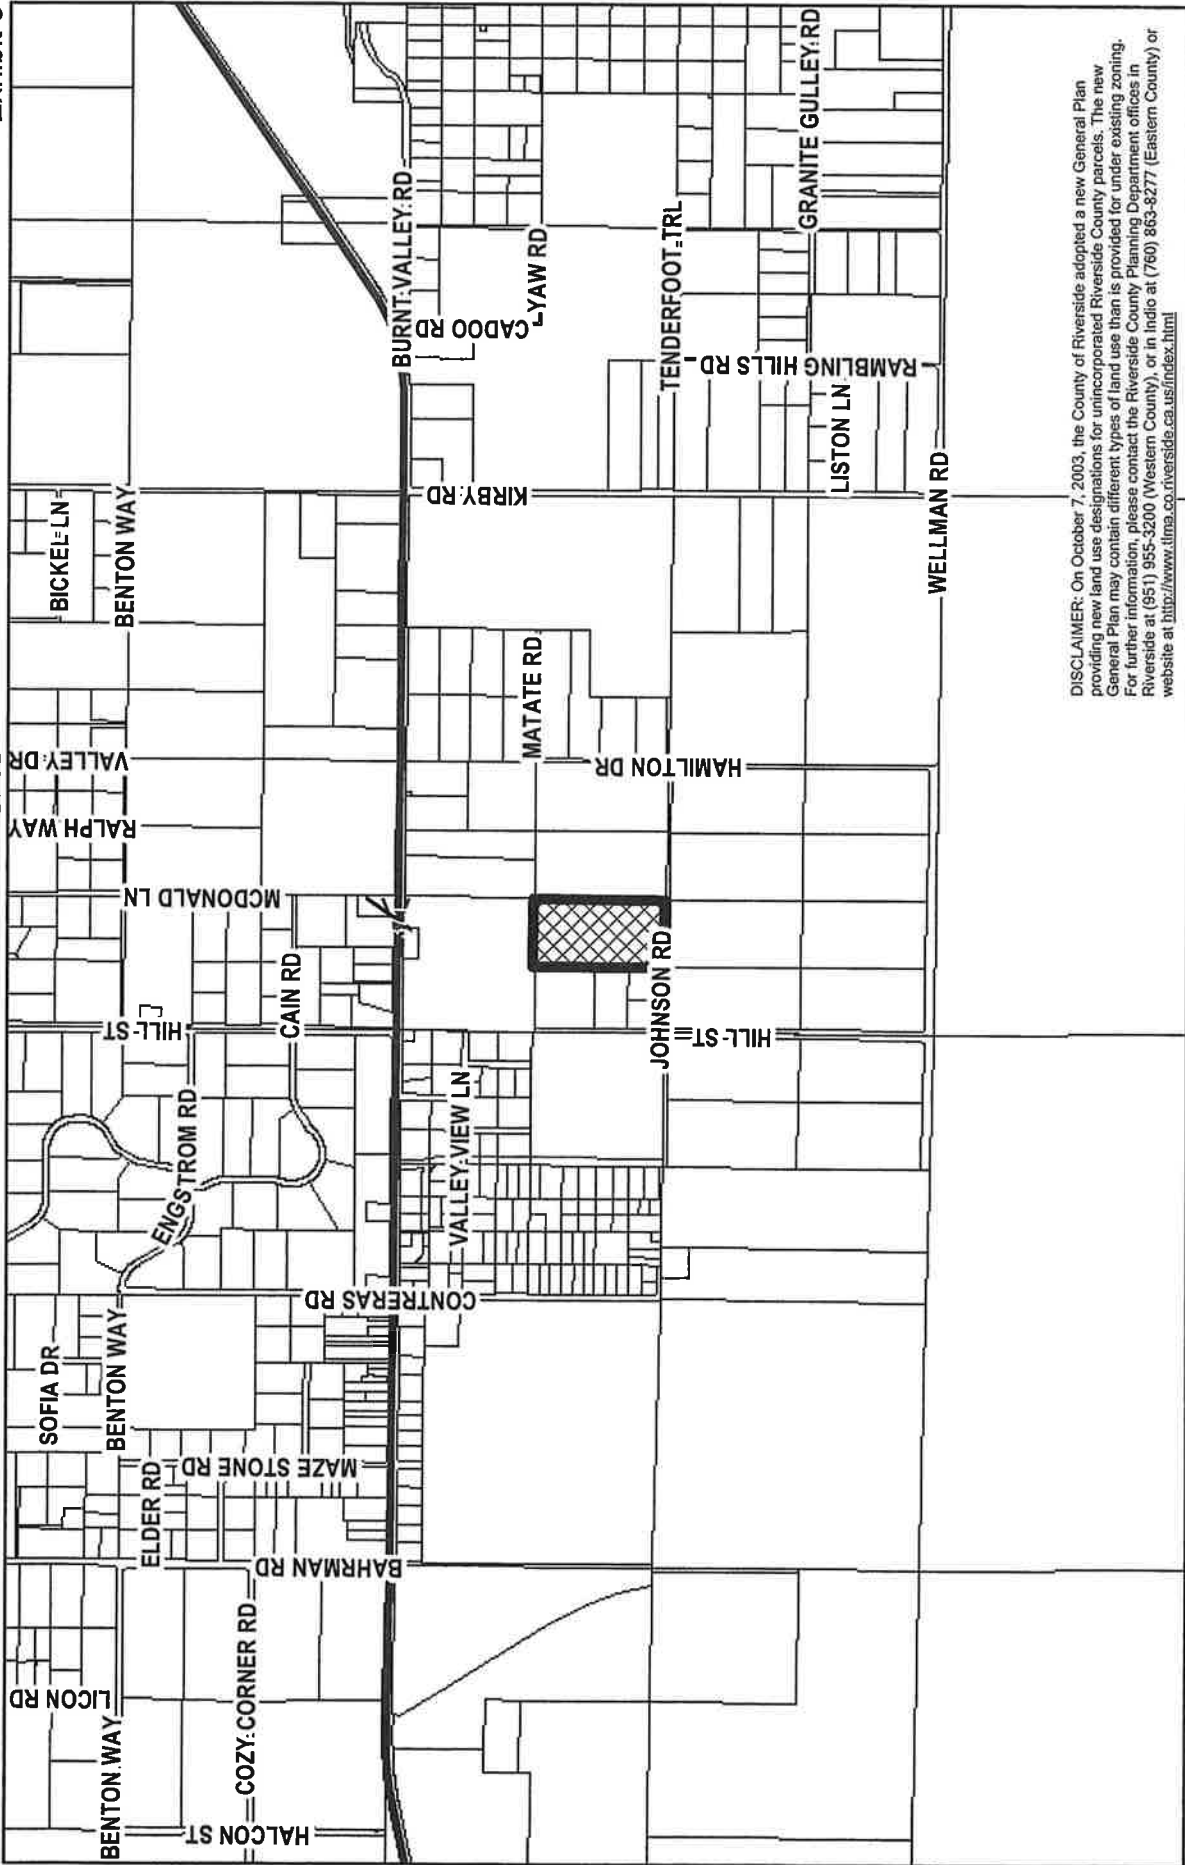 LICON RD
BENTON WAY
COZY CORNER RD
HALCON ST
SOFIA DR
BENTON WAY
ELDER RD
MAZE STONE RD
BAHRMAN RD
ENGSTROM RD
CONTRERAS RD
VALLEY VIEW LN
HILL ST
CAIN RD
MCDONALD LN
RALPH WAY
VALLEY DR
BICKEL LN
BENTON WAY
BURNT VALLEY RD
KIRBY RD
CADOO RD
YAW RD
MATATE RD
HAMILTON DR
JOHNSON RD
HILL ST
TENDERFOOT TRL
RAMBLING HILLS RD
LISTON LN
GRANITE GULLEY RD
WELLMAN RD
DISCLAIMER: On October 7, 2003, the County of Riverside adopted a new General Plan
providing new land use designations for unincorporated Riverside County parcels. The new
General Plan may contain different types of land use than is provided for under existing zoning.
For further information, please contact the Riverside County Planning Department offices in
Riverside at (951) 955-3200 (Western County), or in Indio at (760) 863-8277 (Eastern County) or
website at http://www.tlma.co.riverside.ca.us/index.html